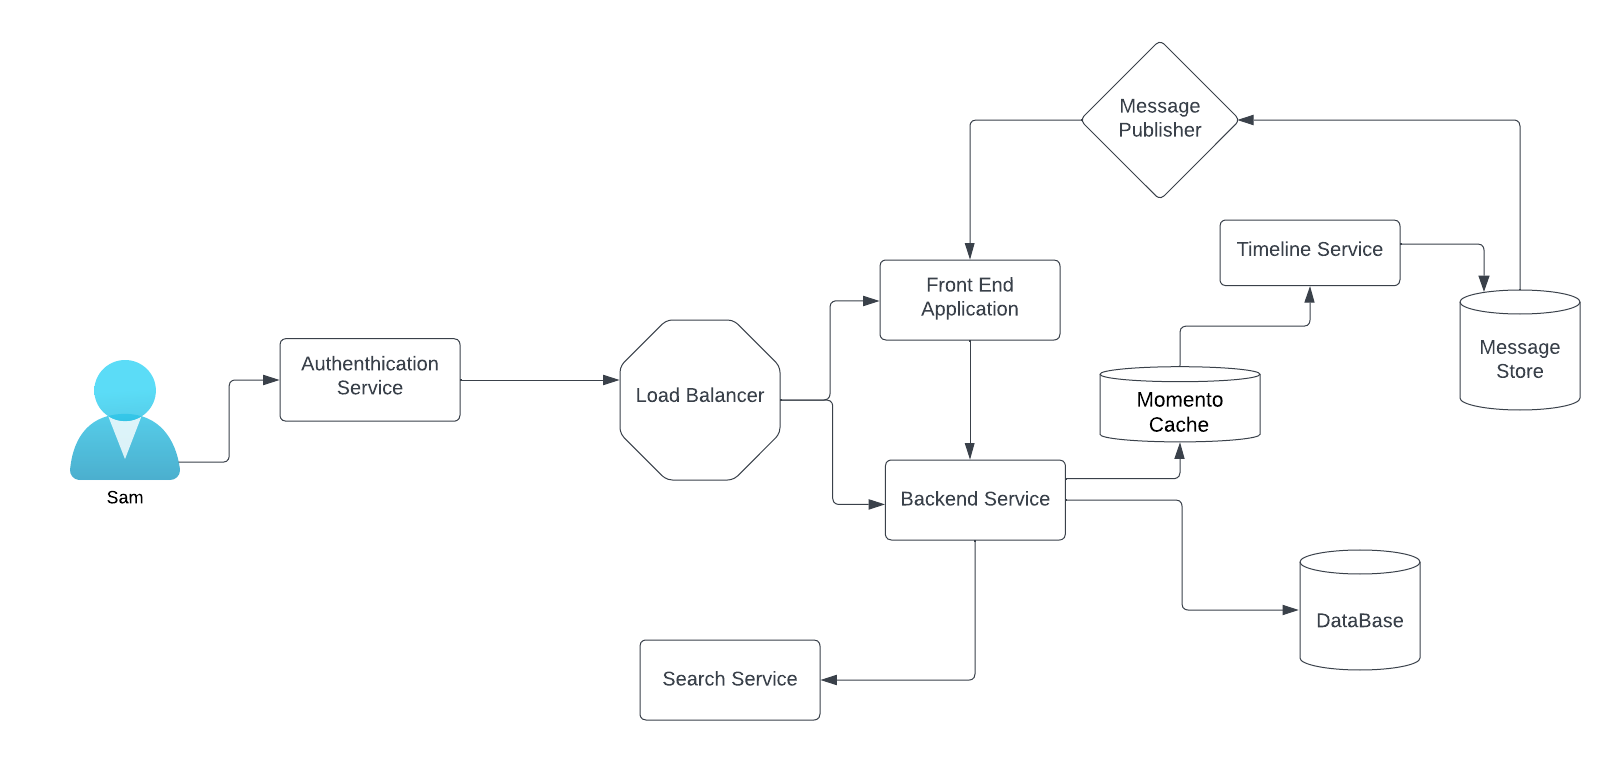 Message
Publisher
Timeline Service
Front End
Application
Message
Store
Authenthication
Service
Load Balancer
Momento
Cache
Sam
Backend Service
DataBase
Search Service